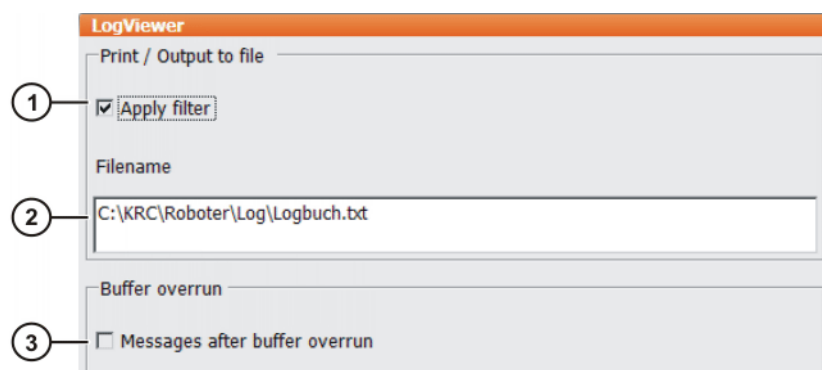 LogViewer
Print / Output to file
1
Apply filter
Filename
2
C:\KRC\Roboter\Log\Logbuch.txt
Buffer overrun
3
Messages after buffer overrun